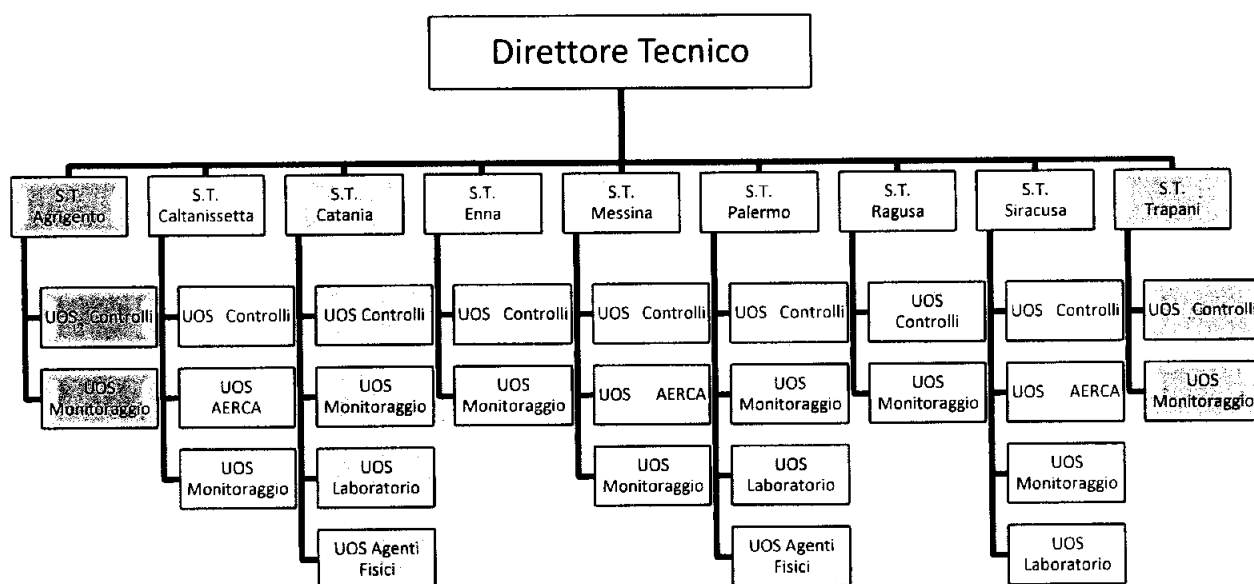 Direttore Tecnico
S.T.
Agrigento
S.T.
Caltanissetta
S.T.
Catania
S.T.
Enna
S.T.
Messina
S.T.
Palermo
S.T.
Ragusa
S.T.
Siracusa
S.T.
Trapani
UOS Controlli
UOS
Monitoraggio
UOS Controlli
UOS
AERCA
UOS
Monitoraggio
UOS Controlli
UOS
Monitoraggio
UOS
Laboratorio
UOS Agenti
Fisici
UOS Controlli
UOS
Monitoraggio
UOS Controlli
UOS AERCA
UOS
Monitoraggio
UOS Controlli
UOS
Monitoraggio
UOS
Laboratorio
UOS Agenti
Fisici
UOS
Controlli
UOS
Monitoraggio
UOS Controlli
UOS AERCA
UOS
Monitoraggio
UOS
Laboratorio
UOS Controlli
UOS
Monitoraggio